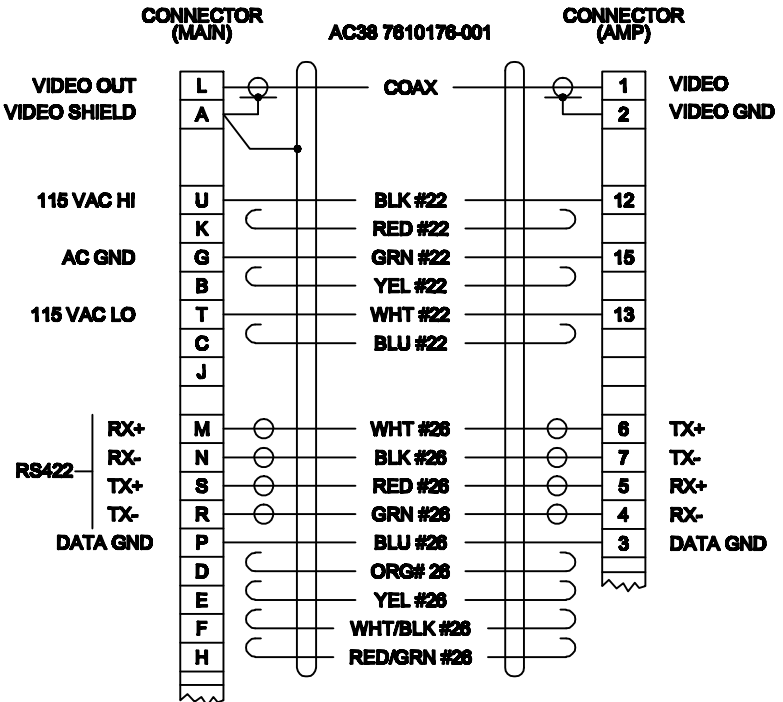 CONNECTOR
(MAIN)
AC38 7610176-001
CONNECTOR
(AMP)
VIDEO OUT L COAX 1 VIDEO
VIDEO SHIELD A 2 VIDEO GND
115 VAC HI U BLK #22 12
K RED #22
AC GND G GRN #22 15
B YEL #22
115 VAC LO T WHT #22 13
C BLU #22
J
RX+ M WHT #26 6 TX+
RS422
RX- N BLK #26 7 TX-
TX+ S RED #26 5 RX+
TX- R GRN #26 4 RX-
DATA GND P BLU #26 3 DATA GND
D ORG# 26
E YEL #26
F WHT/BLK #26
H RED/GRN #26